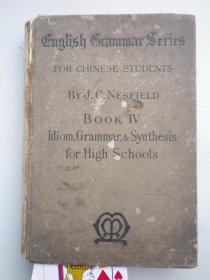 English Grammar Series
FOR CHINESE STUDENTS
BY J. C. NESFIELD
BOOK IV
Idiom, Grammar, & Synthesis
for High Schools